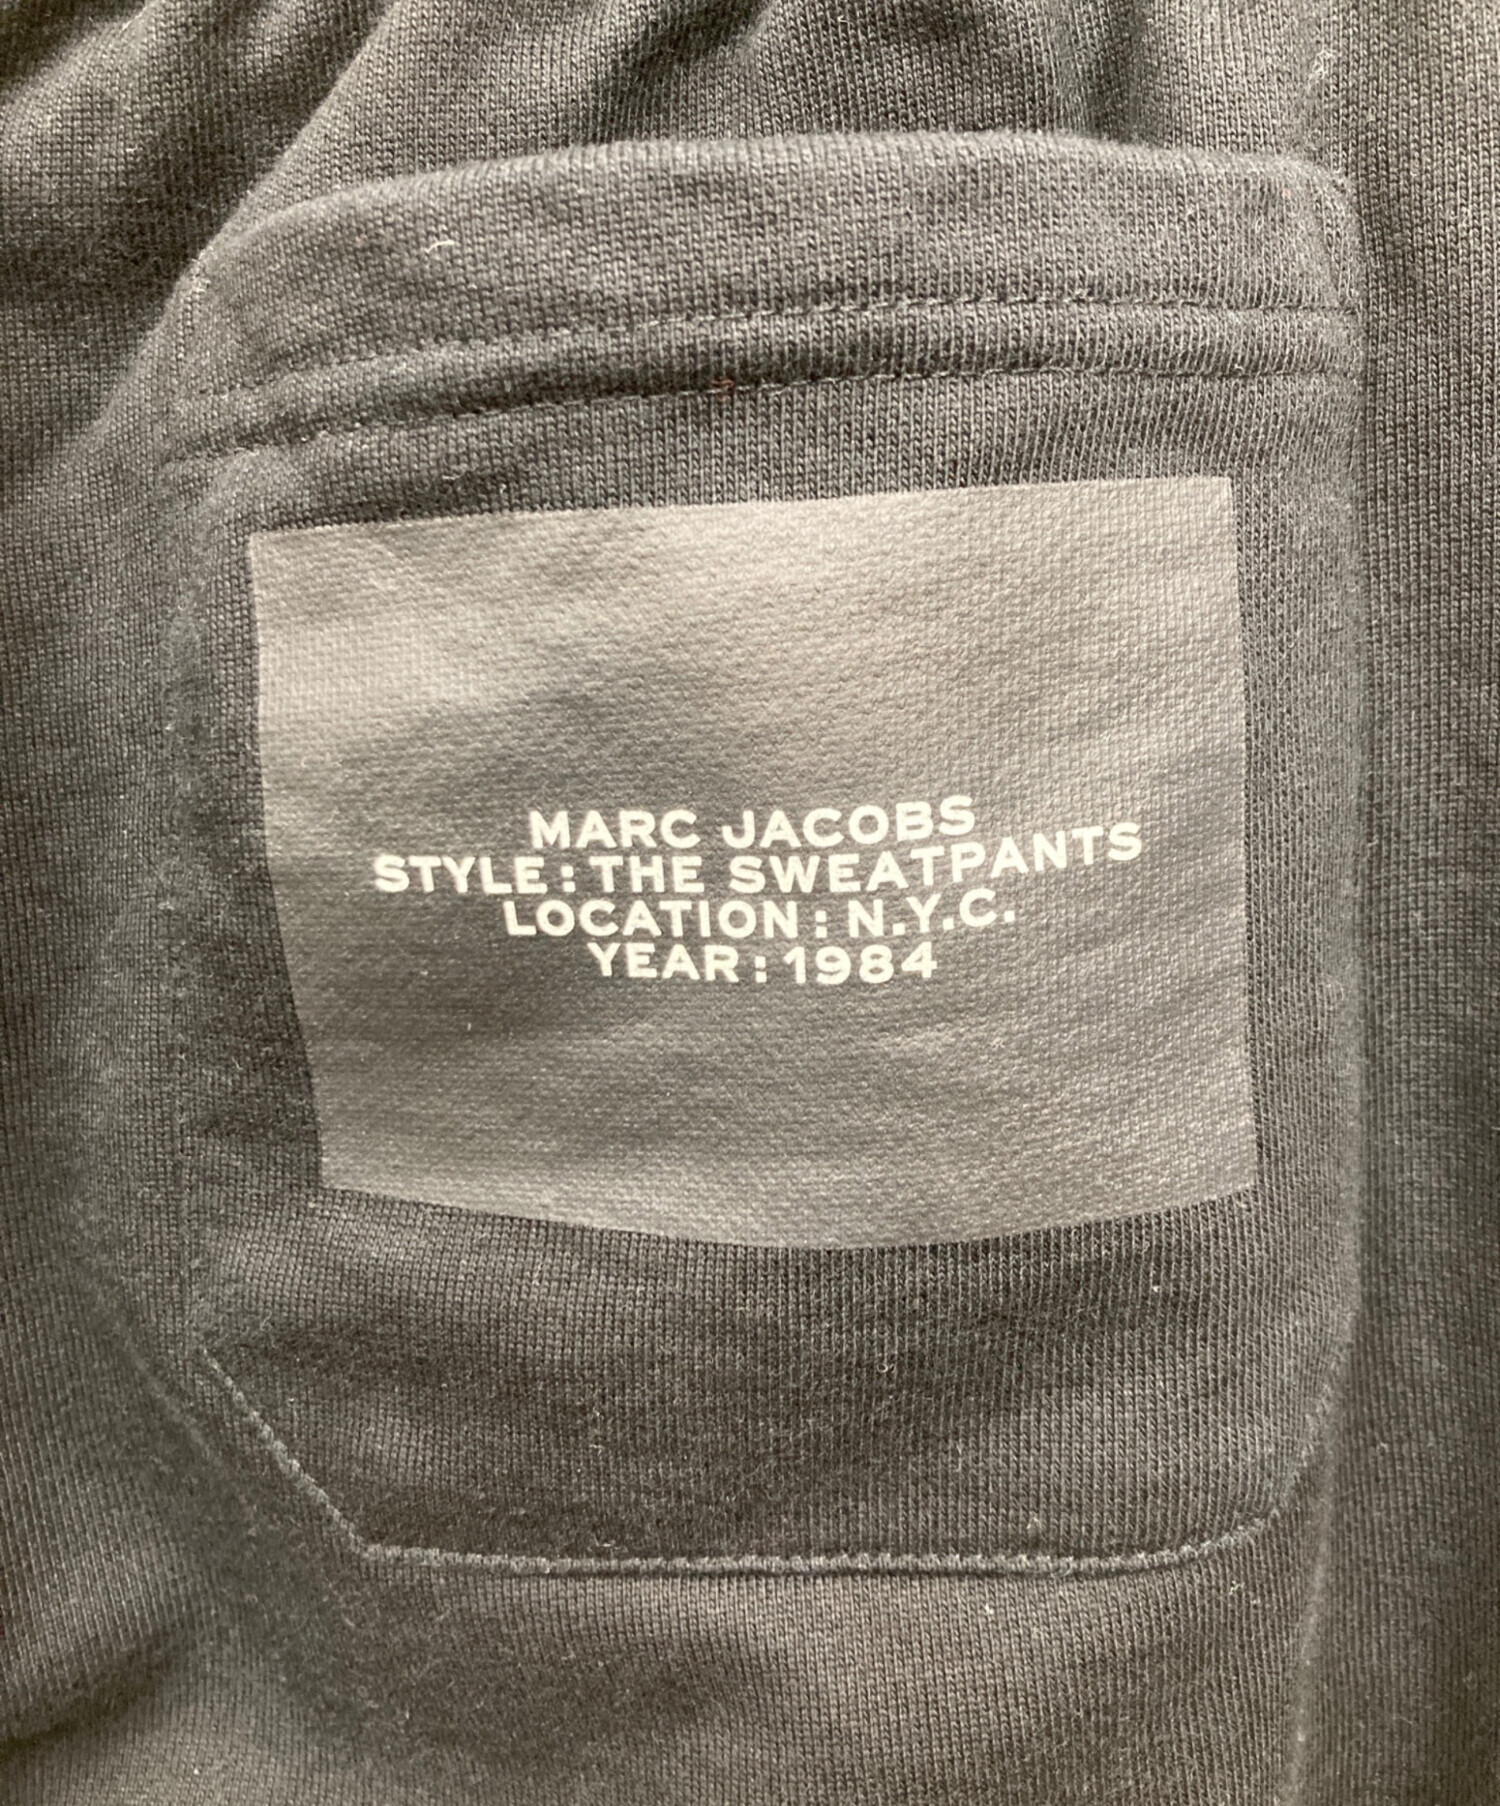 MARC JACOBS
STYLE: THE SWEATPANTS
LOCATION: N.Y.C.
YEAR: 1984